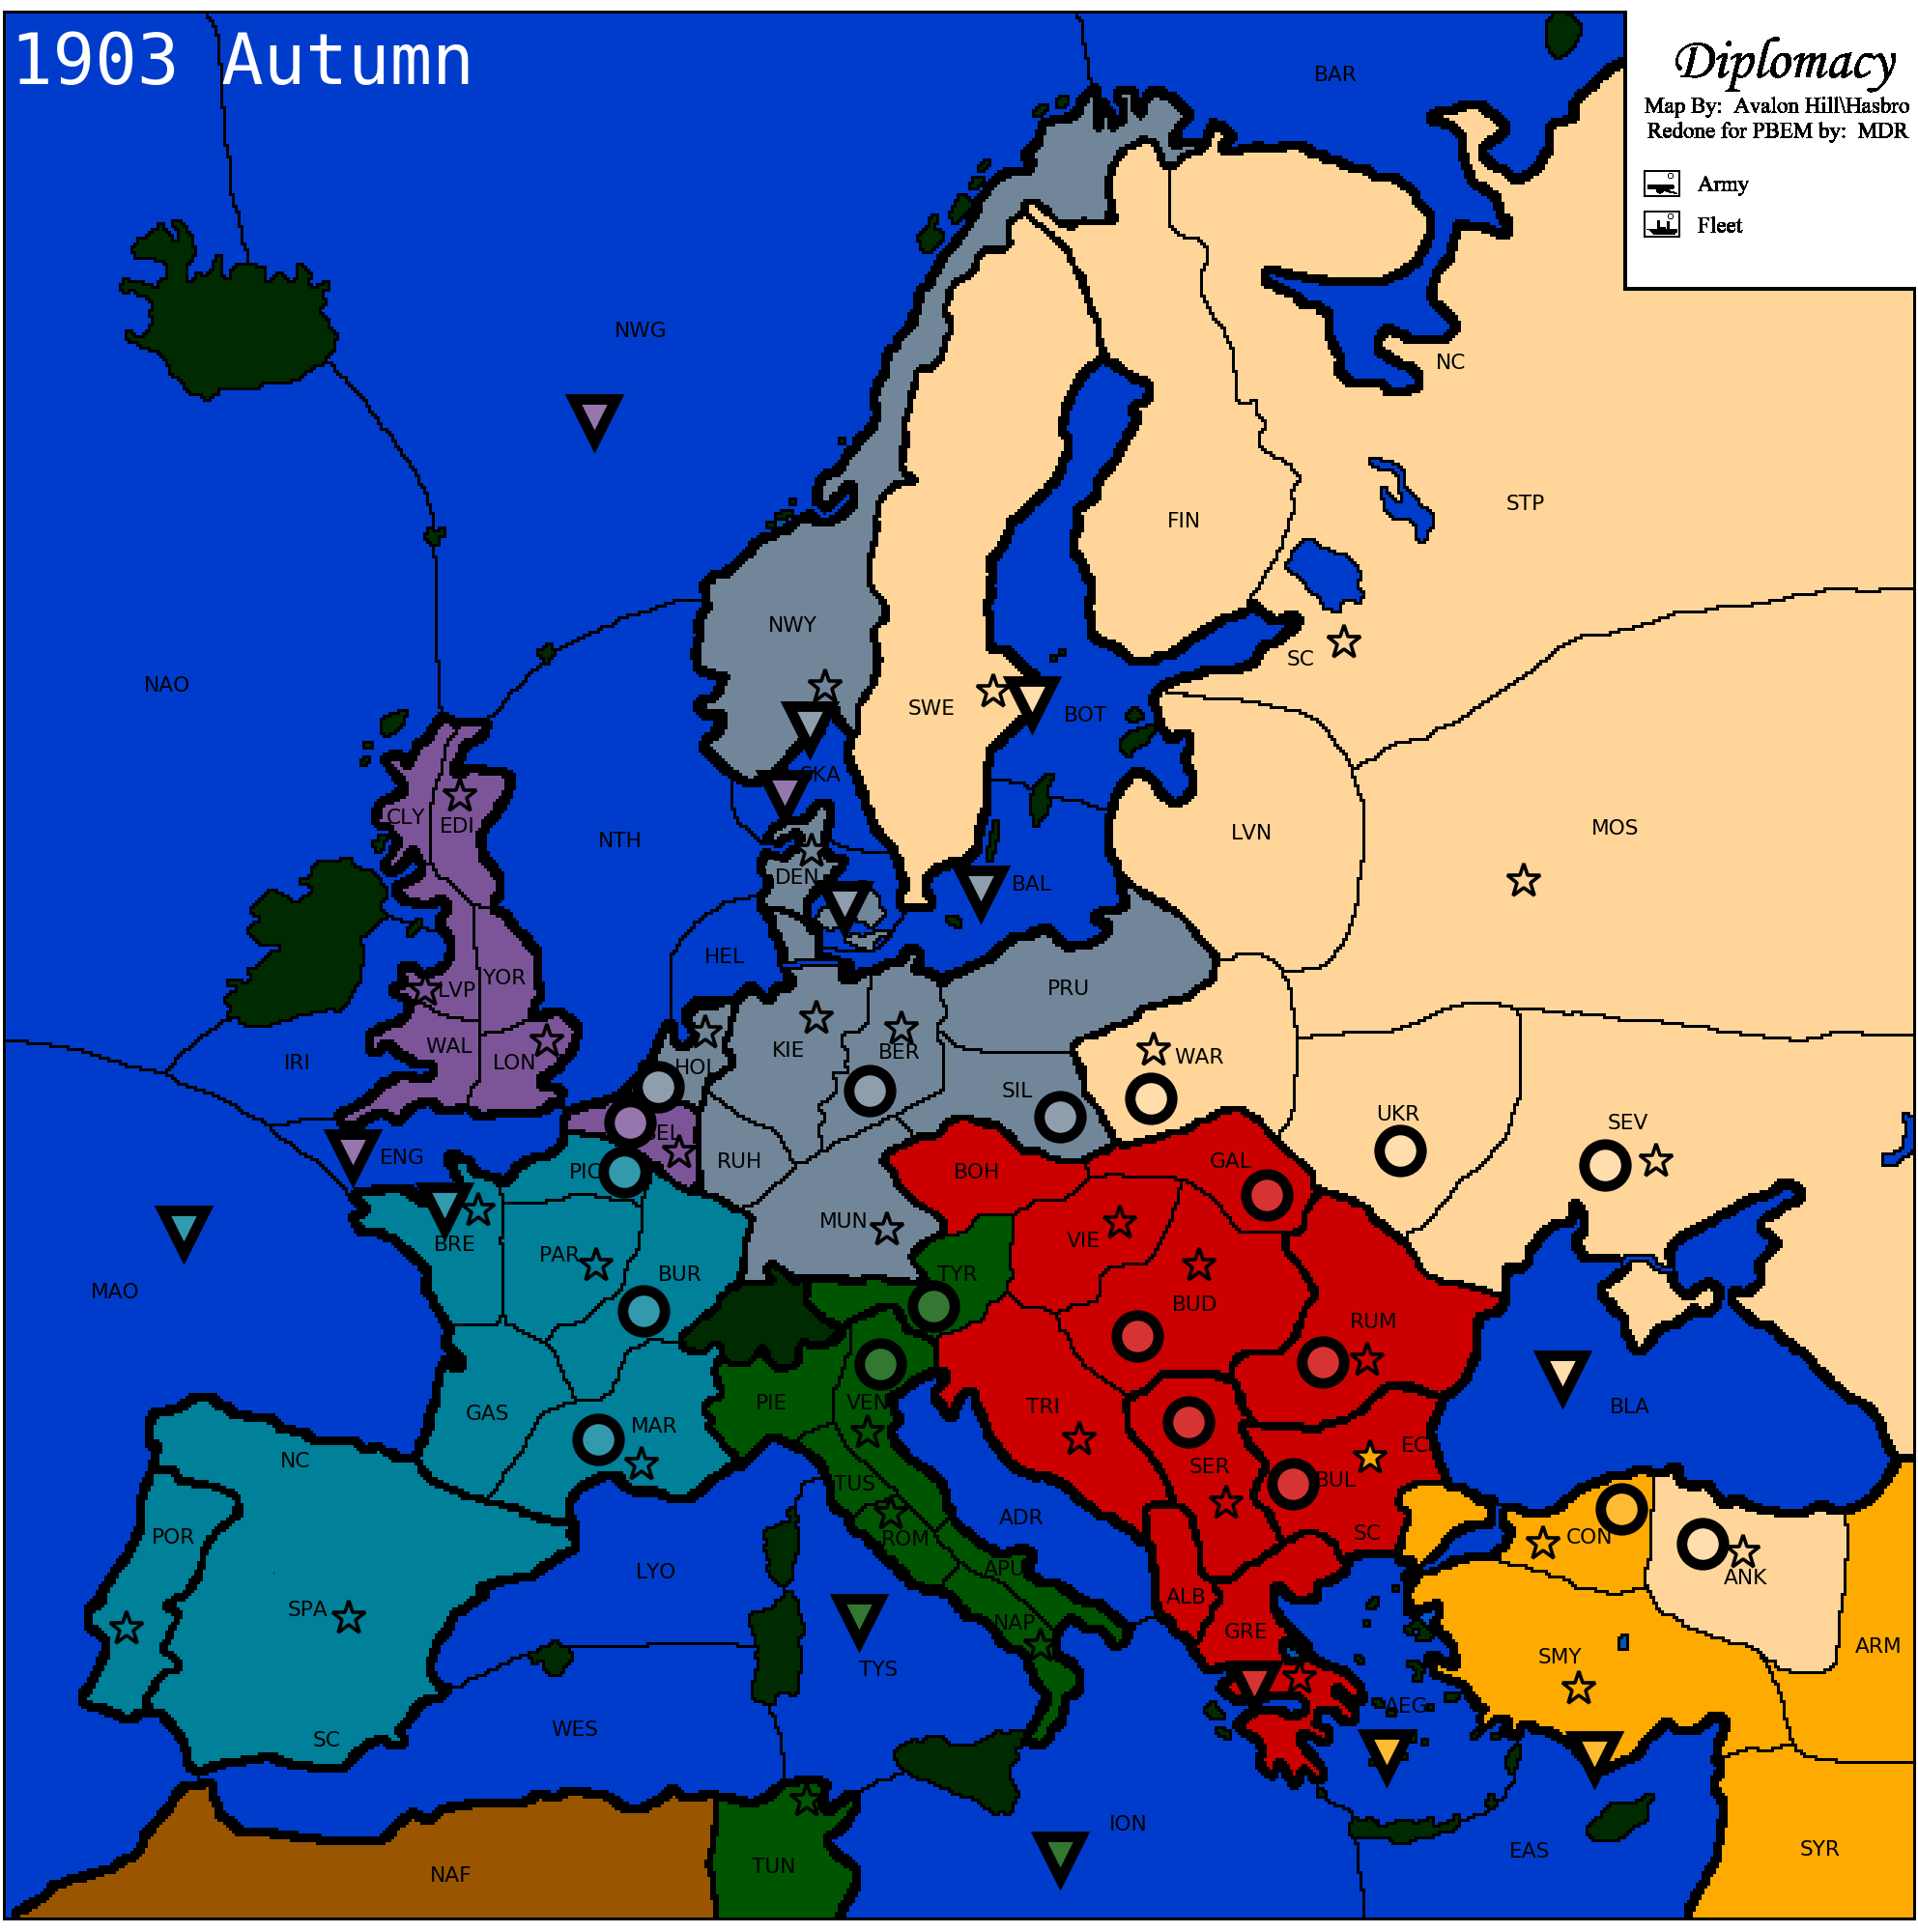 1903 Autumn
Diplomacy
Map By: Avalon Hill\Hasbro
Redone for PBEM by: MDR
Army
Fleet
BAR
NWG
NC
STP
FIN
NWY
SC
NAO
SWE
BOT
SKA
CLY
EDI
NTH
LVN
MOS
DEN
BAL
HEL
YOR
LVP
PRU
WAL
LON
IRI
HOL
KIE
BER
WAR
SIL
UKR
SEV
ENG
BEL
PIC
RUH
BOH
GAL
MUN
BRE
VIE
PAR
BUR
TYR
MAO
BUD
RUM
GAS
MAR
PIE
VEN
TRI
BLA
NC
TUS
SER
EC
BUL
POR
ROM
ADR
SC
CON
LYO
APU
ANK
SPA
ALB
NAP
GRE
SMY
ARM
TYS
AEG
SC
WES
ION
EAS
SYR
NAF
TUN